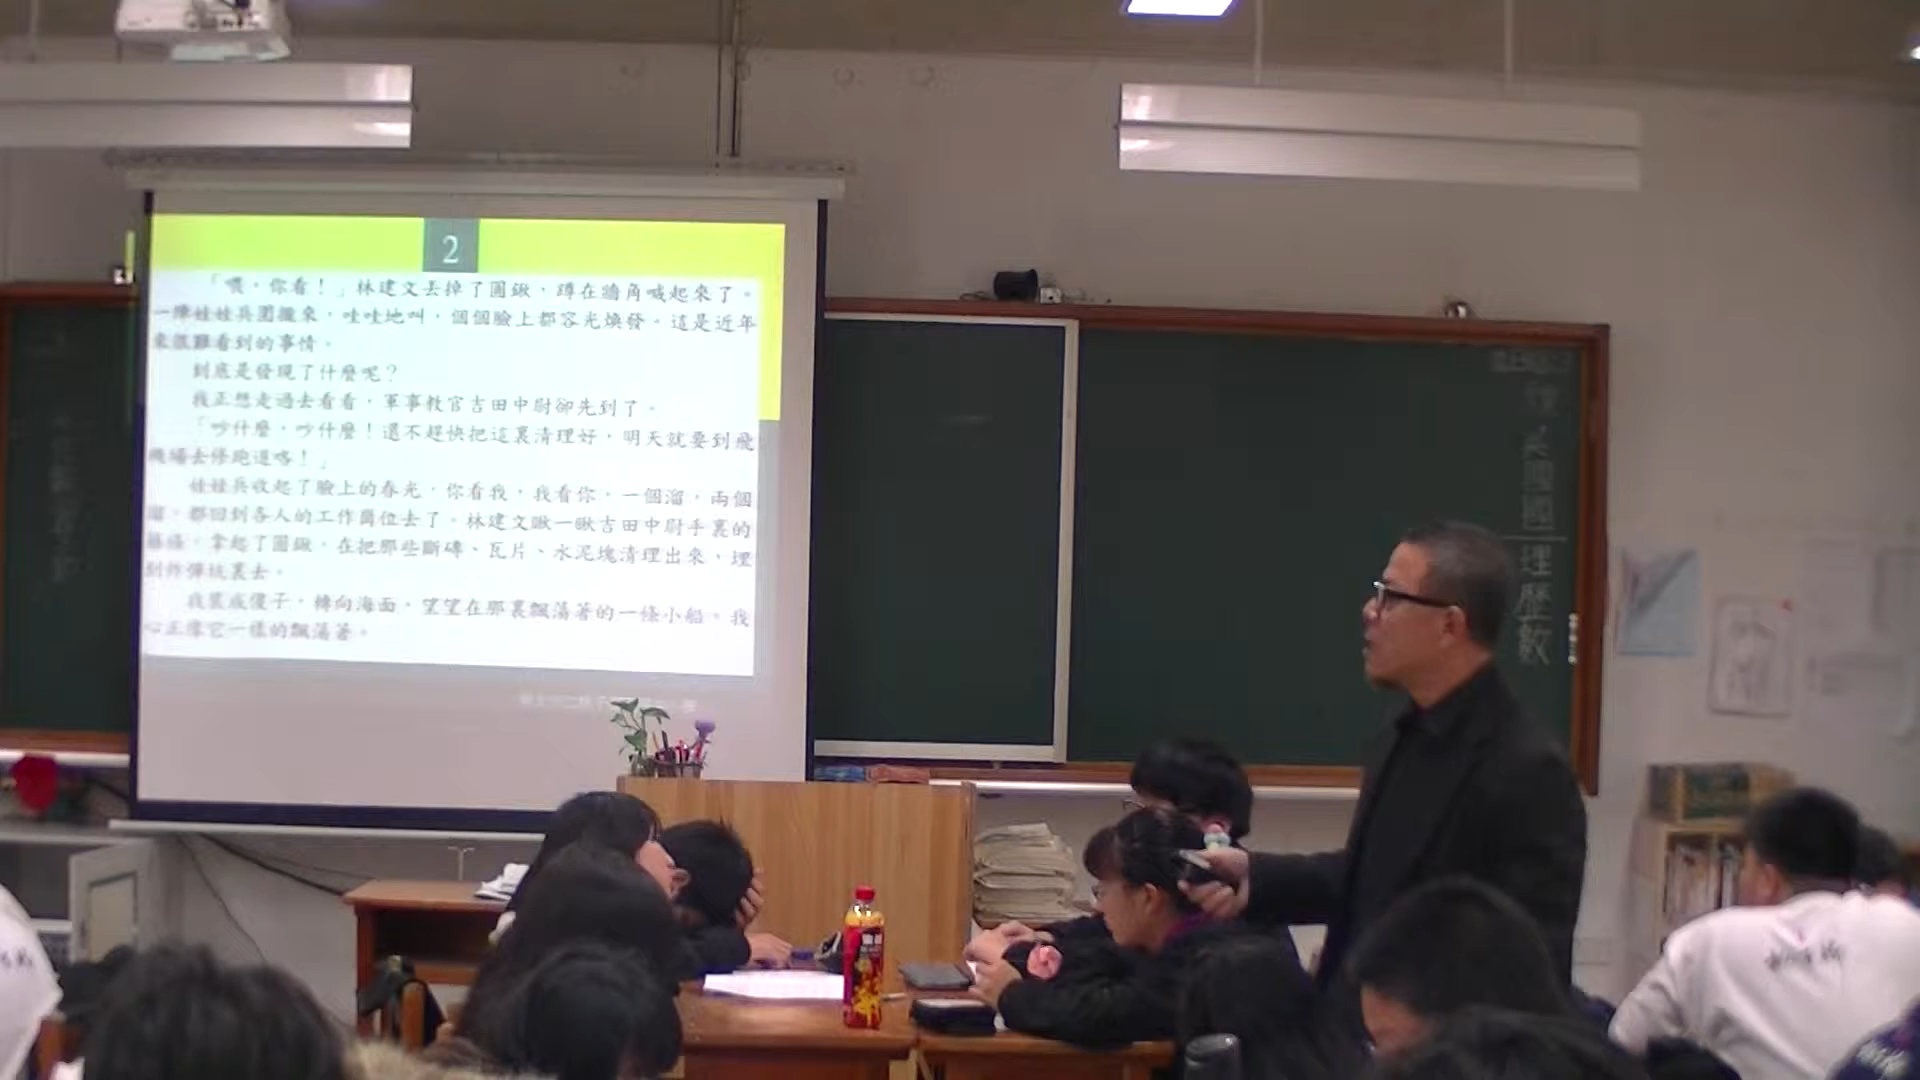 2
「喂,你看!」林建文丟掉了圓鍬,蹲在牆角喊起來了。
一陣娃娃兵圍攏來,哇哇地叫,個個臉上都容光煥發。這是近年
來很難看到的事情。
到底是發現了什麼呢?
我正想走過去看看,軍事教官吉田中尉卻先到了。
「吵什麼,吵什麼!還不趕快把這裏清理好,明天就要到飛
機場去修跑道咯!」
娃娃兵收起了臉上的春光,你看我,我看你,一個溜,兩個
溜,都回到各人的工作崗位去了。林建文瞅一瞅吉田中尉手裏的
藤條,拿起了圓鍬,在把那些斷磚、瓦片、水泥塊清理出來,埋
到炸彈坑裏去。
我裝成傻子,轉向海面,望望在那裏飄蕩著的一條小船。我
心正像它一樣的飄蕩著。
英國國
理歷數